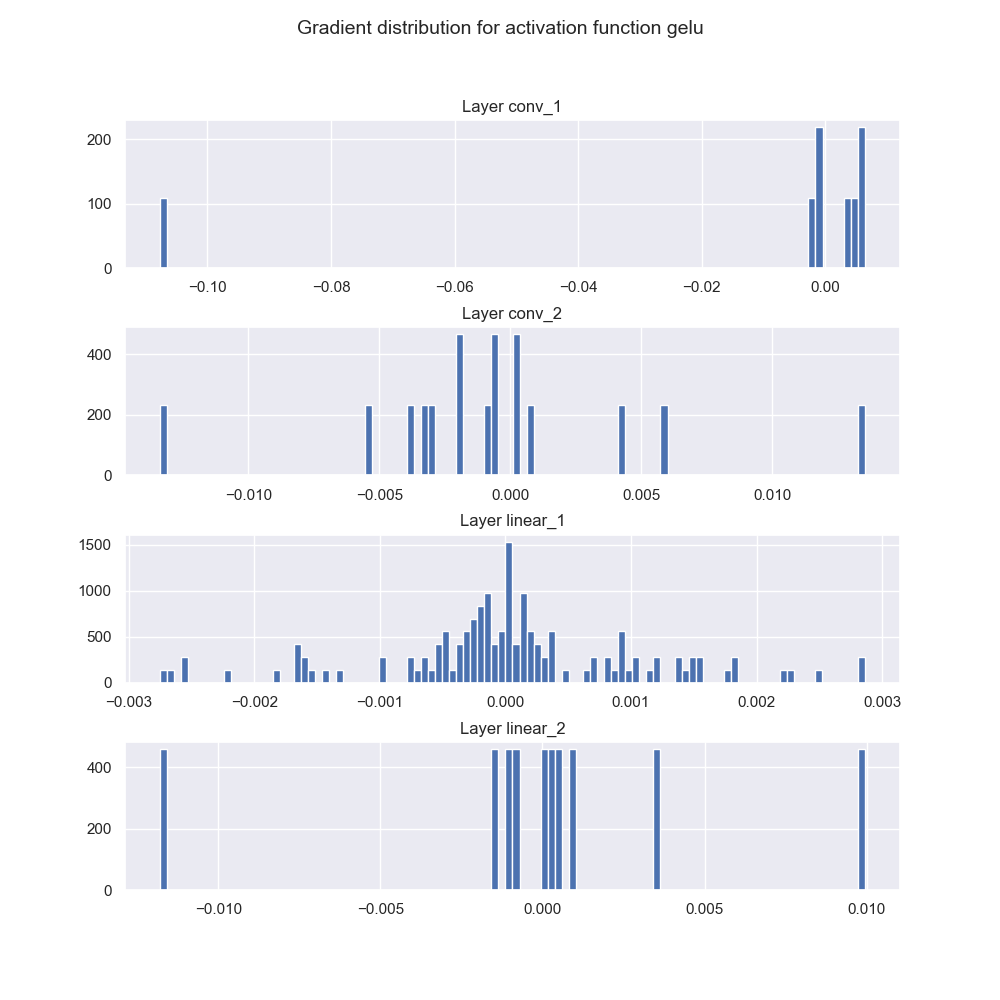 Gradient distribution for activation function gelu
Layer conv_1
200
100
0
−0.10 −0.08 −0.06 −0.04 −0.02 0.00
Layer conv_2
400
200
0
−0.010 −0.005 0.000 0.005 0.010
Layer linear_1
1500
1000
500
0
−0.003 −0.002 −0.001 0.000 0.001 0.002 0.003
Layer linear_2
400
200
0
−0.010 −0.005 0.000 0.005 0.010